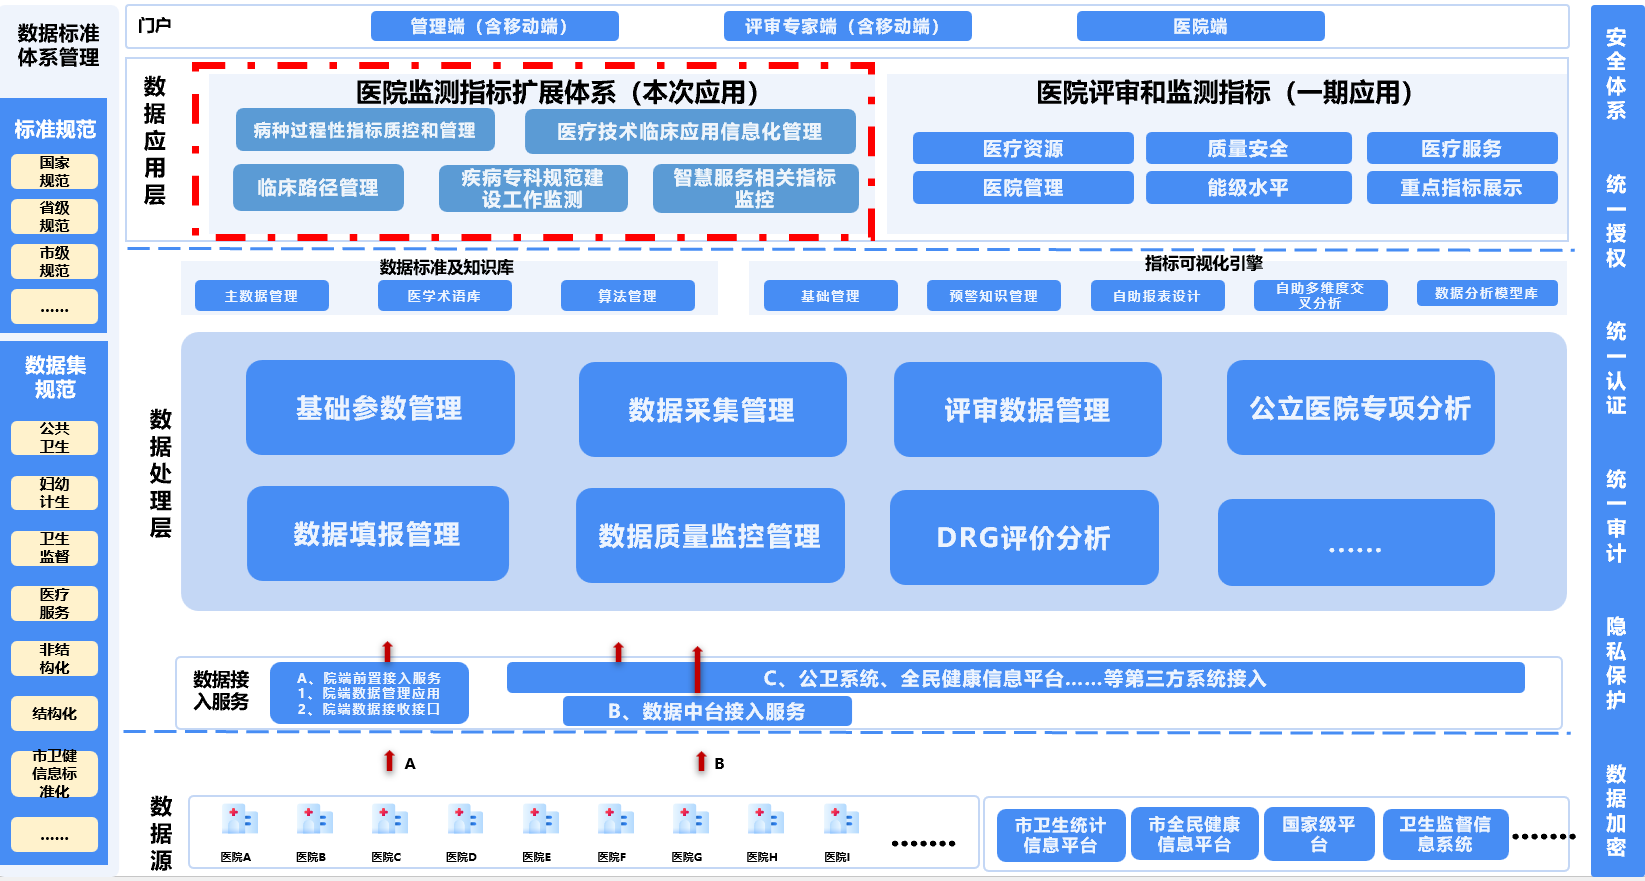 数据标准
体系管理
标准规范
国家
规范
省级
规范
市级
规范
......
数据集
规范
公共
卫生
妇幼
计生
卫生
监督
医疗
服务
非结
构化
结构化
市卫健
信息标
准化
......
门户
管理端（含移动端）
评审专家端（含移动端）
医院端
数据应用层
医院监测指标扩展体系（本次应用）
病种过程性指标质控和管理
医疗技术临床应用信息化管理
临床路径管理
疾病专科规范建
设工作监测
智慧服务相关指标
监控
医院评审和监测指标（一期应用）
医疗资源
质量安全
医疗服务
医院管理
能级水平
重点指标展示
数据标准及知识库
主数据管理
医学术语库
算法管理
指标可视化引擎
基础管理
预警知识管理
自助报表设计
自助多维度交
叉分析
数据分析模型库
数据处理层
基础参数管理
数据采集管理
评审数据管理
公立医院专项分析
数据填报管理
数据质量监控管理
DRG评价分析
......
数据接
入服务
A、院端前置接入服务
1、院端数据管理应用
2、院端数据接收接口
C、公卫系统、全民健康信息平台......等第三方系统接入
B、数据中台接入服务
A
B
数据源
医院A
医院B
医院C
医院D
医院E
医院F
医院G
医院H
医院I
.......
市卫生统计
信息平台
市全民健康
信息平台
国家级平
台
卫生监督信
息系统
.......
安全体系
统一授权
统一认证
统一审计
隐私保护
数据加密